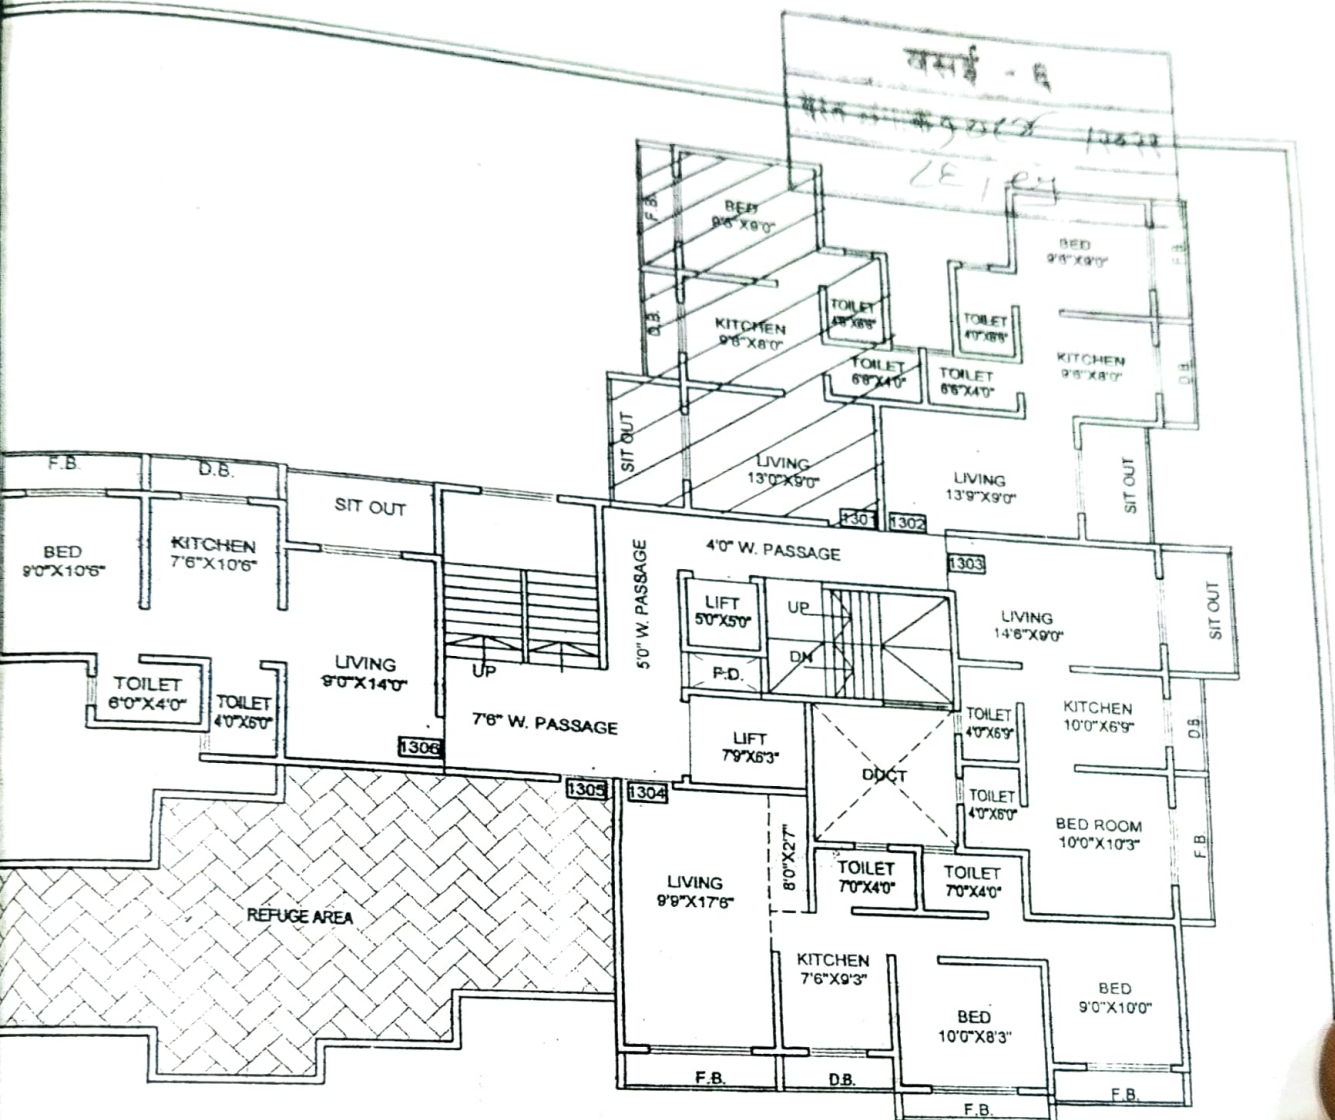 वसई - ६
F.B.
BED
9'6"X9'0"
BED
9'6"X9'0"
F.B.
D.B.
KITCHEN
9'6"X8'0"
TOILET
TOILET
KITCHEN
9'6"X8'0"
D.B.
TOILET
6'6"X4'0"
TOILET
6'6"X4'0"
SIT OUT
LIVING
13'0"X9'0"
LIVING
13'9"X9'0"
SIT OUT
1301
1302
F.B.
D.B.
SIT OUT
BED
9'0"X10'6"
KITCHEN
7'6"X10'6"
4'0" W. PASSAGE
5'0" W. PASSAGE
1303
LIFT
5'0"X5'0"
UP
DN
LIVING
14'6"X9'0"
SIT OUT
UP
F.D.
LIVING
9'0"X14'0"
TOILET
6'0"X4'0"
TOILET
4'0"X6'0"
7'6" W. PASSAGE
1306
LIFT
7'9"X6'3"
DUCT
TOILET
4'0"X6'9"
KITCHEN
10'0"X6'9"
D.B.
1305
1304
TOILET
4'0"X6'0"
BED ROOM
10'0"X10'3"
F.B.
8'0"X2'7"
LIVING
9'9"X17'6"
TOILET
7'0"X4'0"
TOILET
7'0"X4'0"
REFUGE AREA
KITCHEN
7'6"X9'3"
BED
10'0"X8'3"
BED
9'0"X10'0"
F.B.
D.B.
F.B.
F.B.